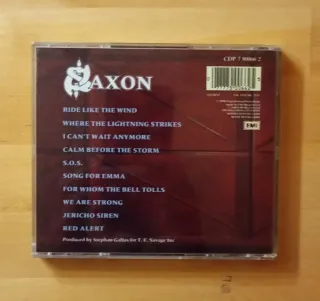 SAXON
CDP 7
2
RIDE LIKE THE WIND
WHERE THE LIGHTNING STRIKES
I CAN'T WAIT ANYMORE
CALM BEFORE THE STORM
S.O.S.
SONG FOR EMMA
FOR WHOM THE BELL TOLLS
WE ARE STRONG
JERICHO SIREN
RED ALERT
Produced by Stephan Galfas for T. E. Savage Inc
EMI